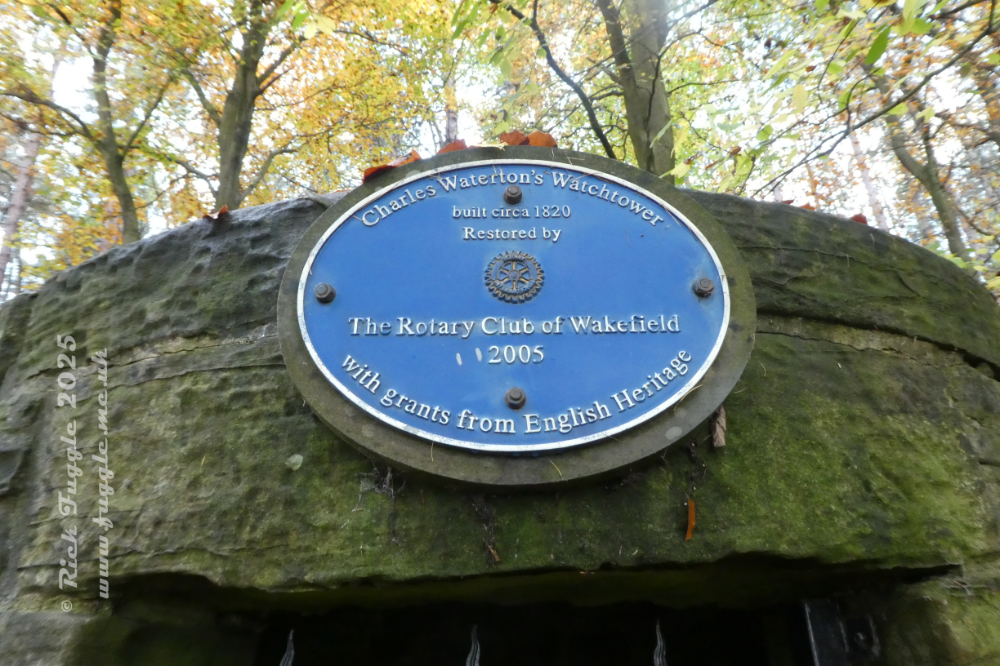 Charles Waterton's Watchtower
built circa 1820
Restored by
The Rotary Club of Wakefield
2005
with grants from English Heritage
© Rick Fuggle 2025
www.fuggle.me.uk